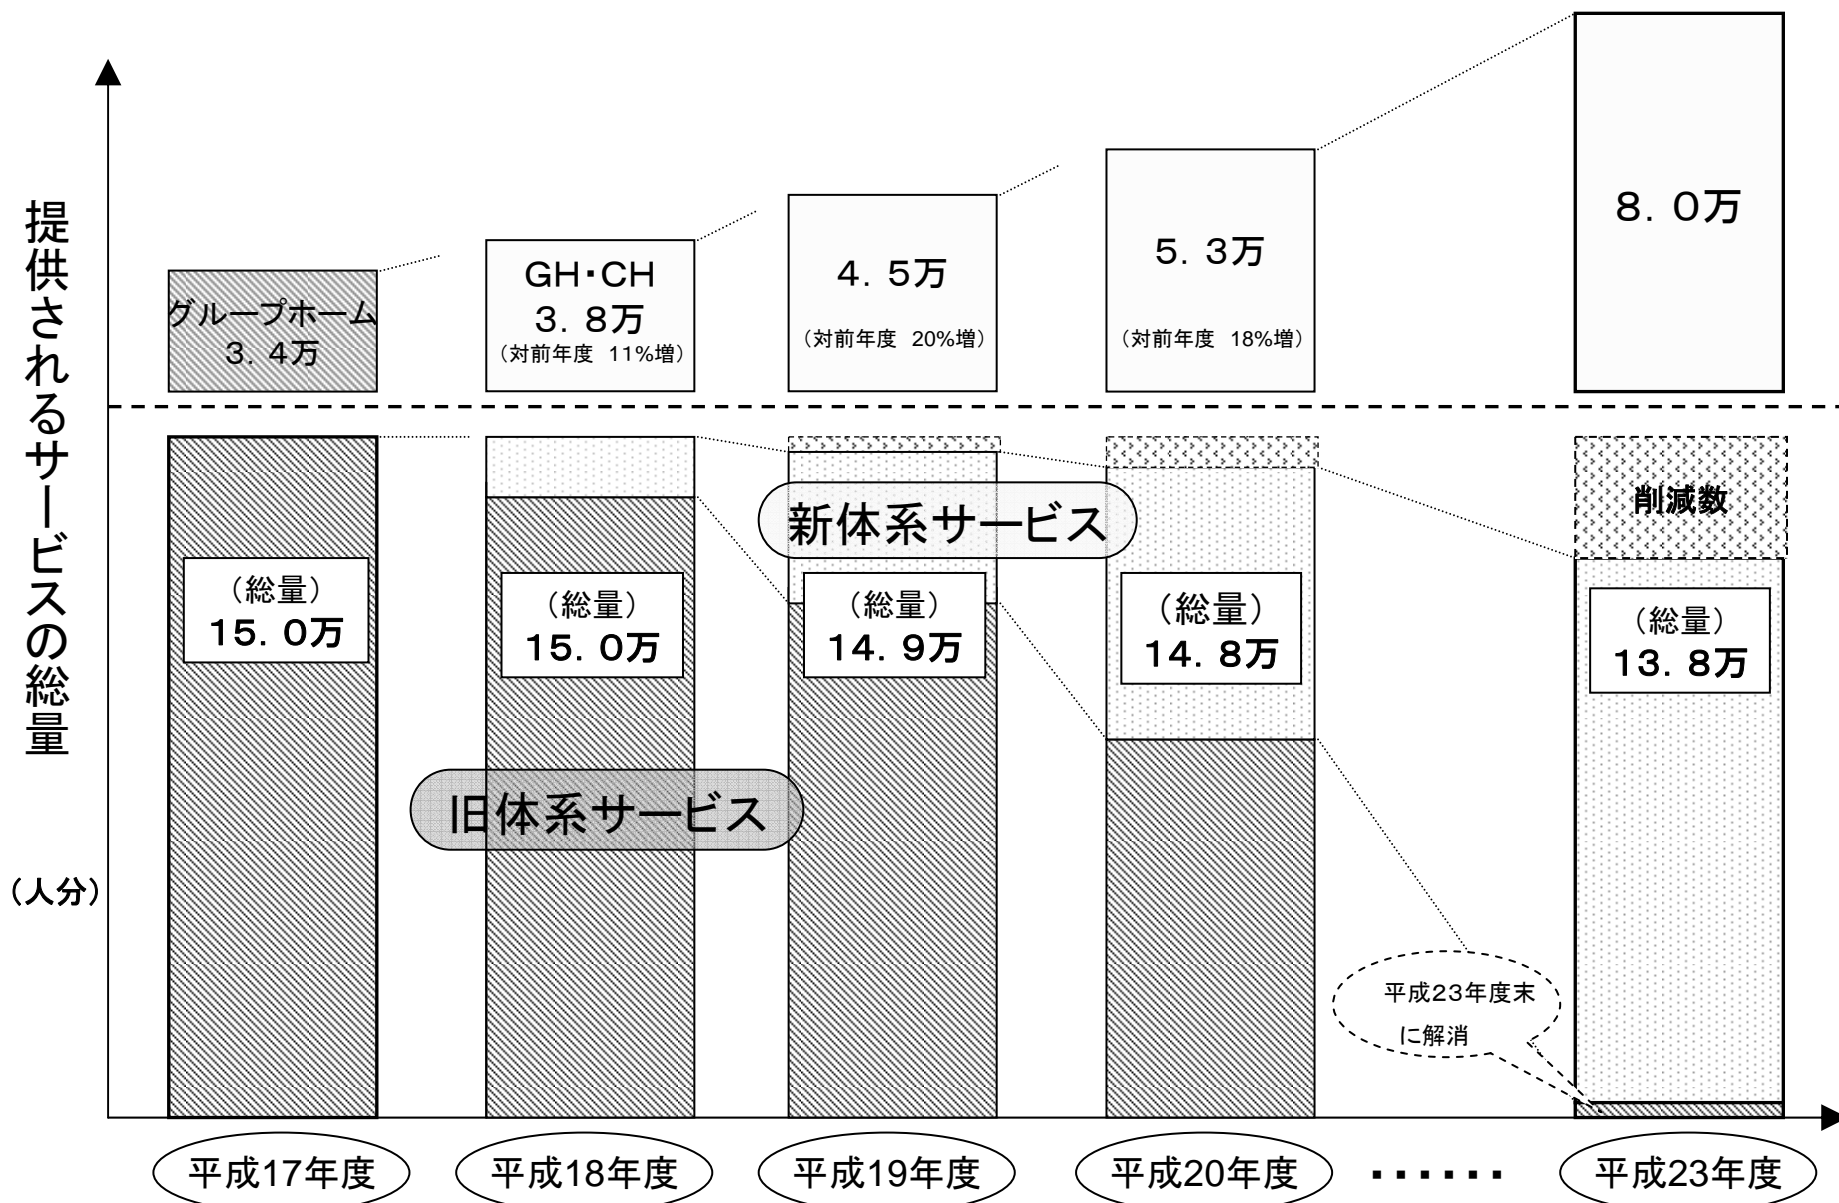 提供されるサービスの総量
（人分）
グループホーム
３．４万
GH・CH
３．８万
（対前年度　11%増）
４．５万
（対前年度　20%増）
５．３万
（対前年度　18%増）
８．０万
（総量）
１５．０万
（総量）
１５．０万
（総量）
１４．９万
（総量）
１４．８万
削減数
（総量）
１３．８万
新体系サービス
旧体系サービス
平成２３年度末
に解消
平成17年度
平成18年度
平成19年度
平成20年度
・・・・・・
平成23年度